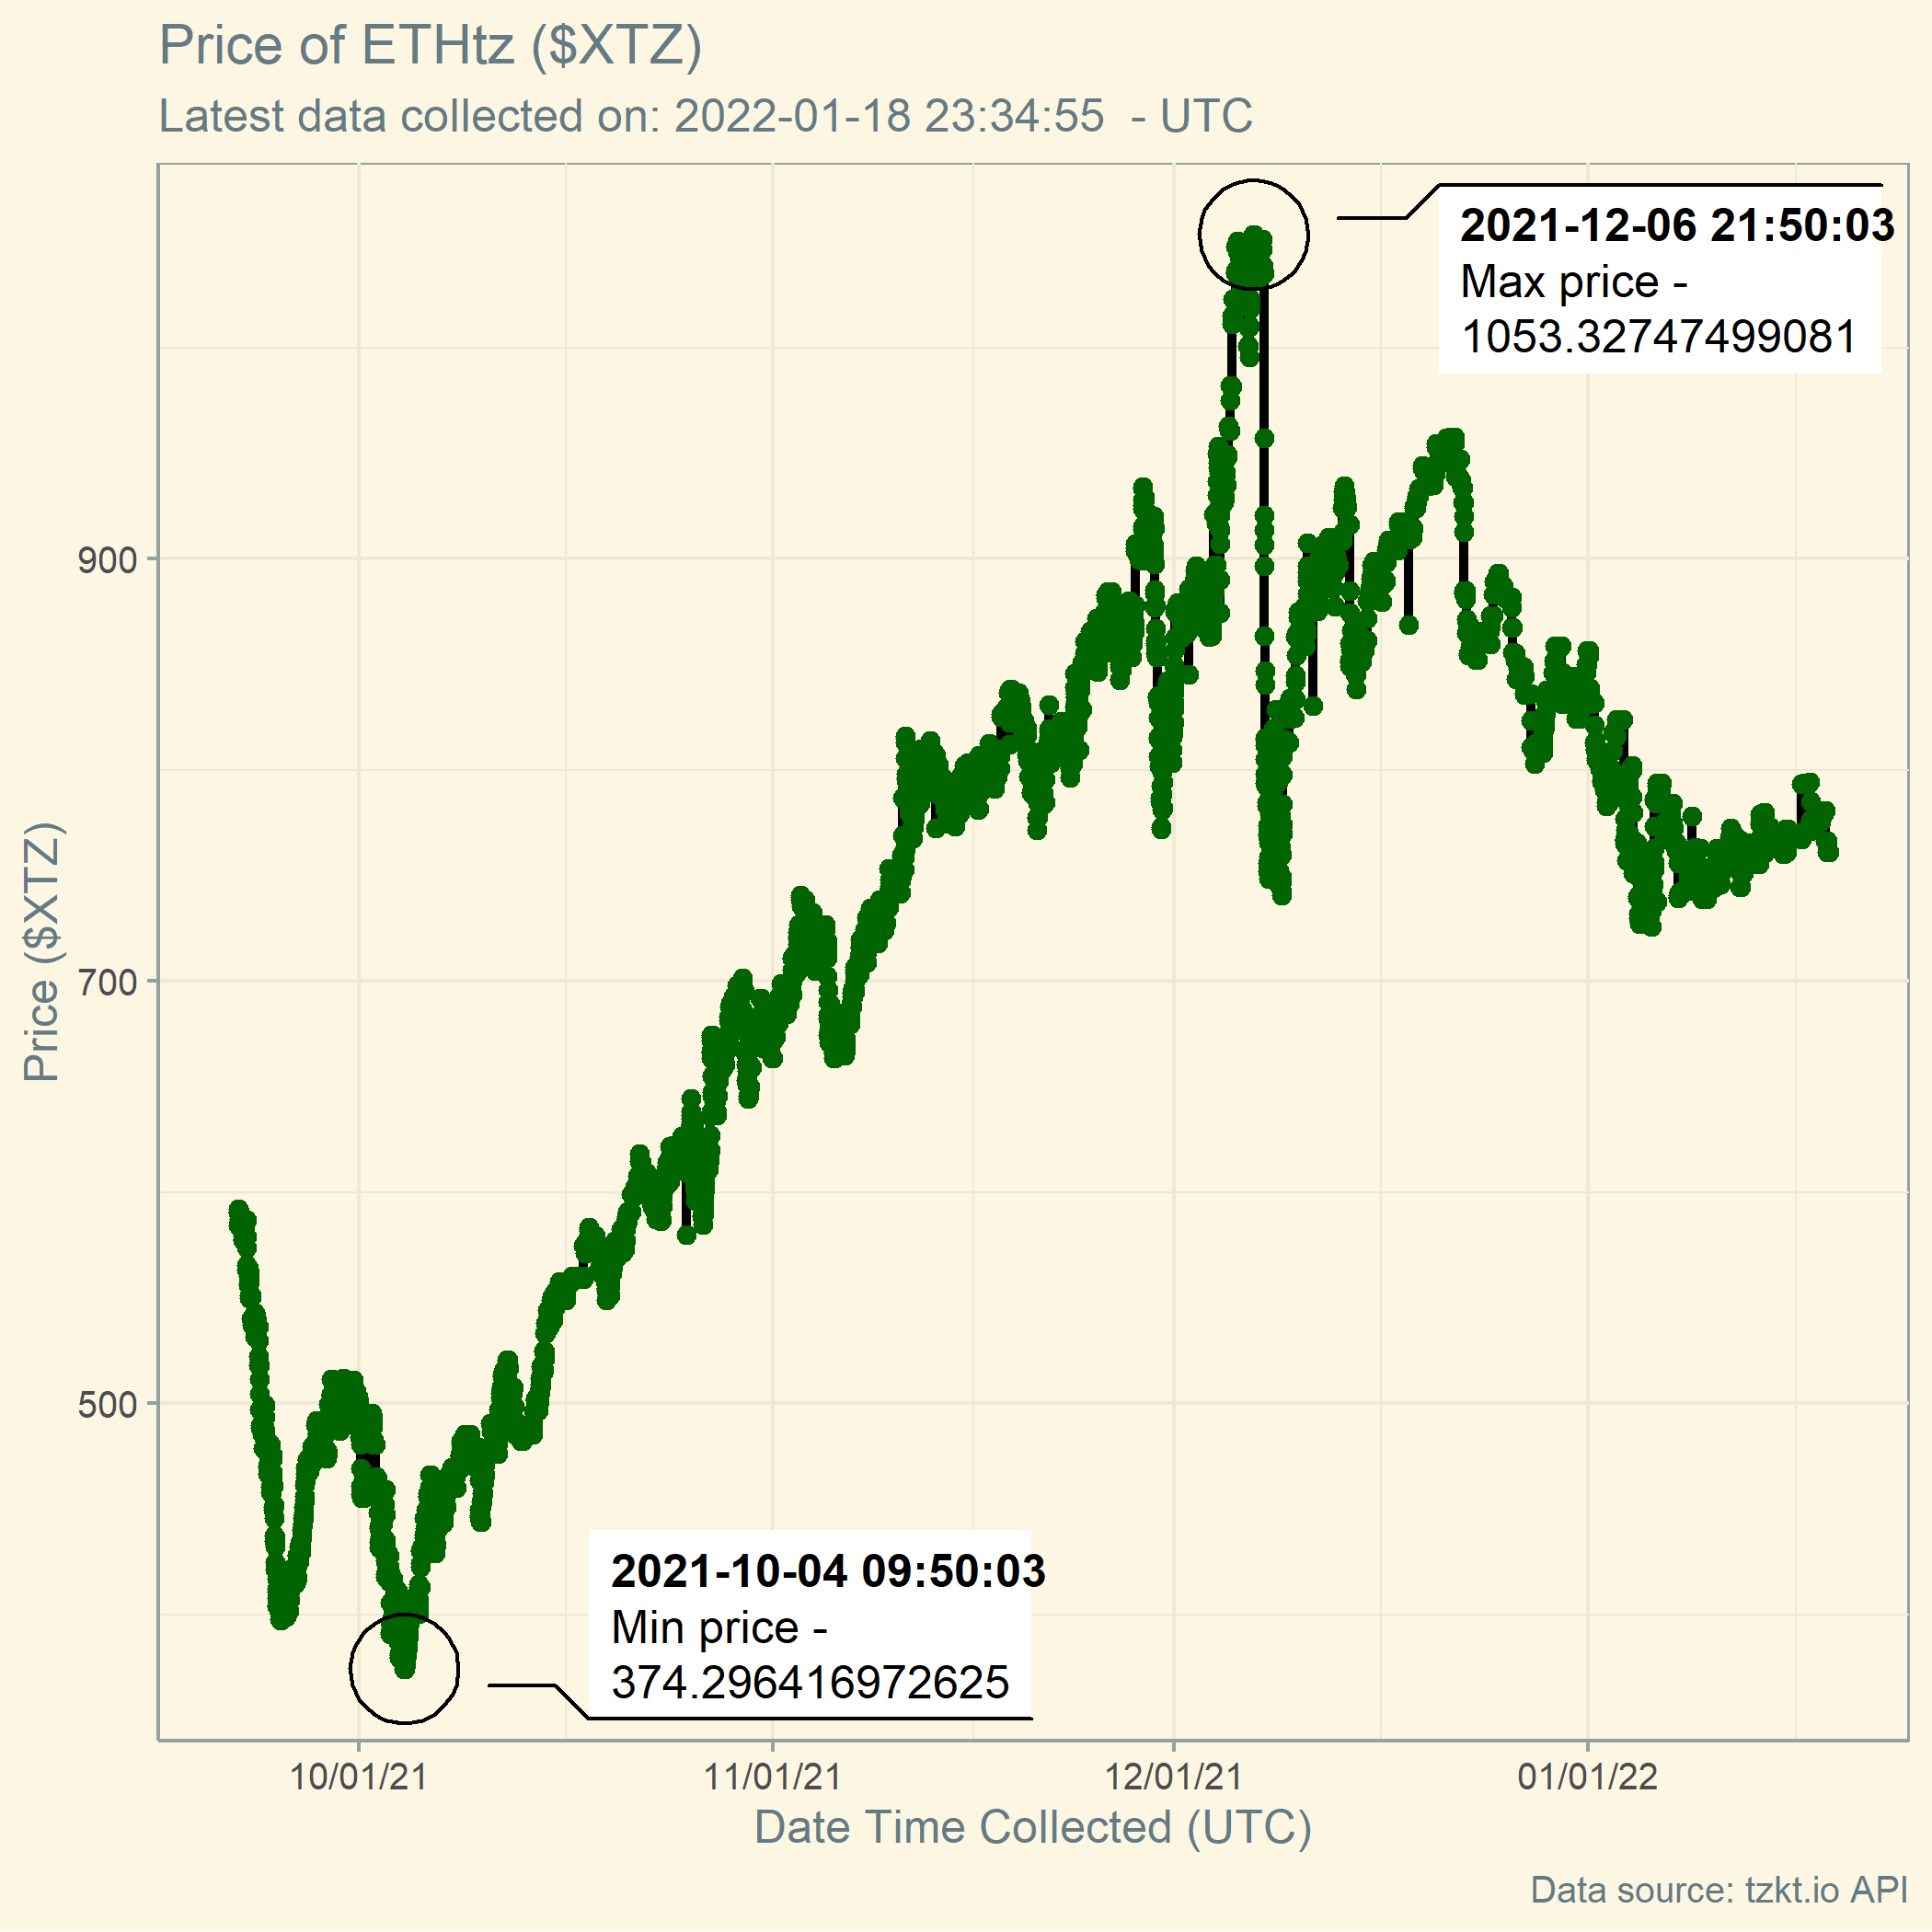 Price of ETHtz ($XTZ)
Latest data collected on: 2022-01-18 23:34:55  - UTC
2021-12-06 21:50:03
Max price -
1053.32747499081
900
700
500
Price ($XTZ)
2021-10-04 09:50:03
Min price -
374.296416972625
10/01/21
11/01/21
12/01/21
01/01/22
Date Time Collected (UTC)
Data source: tzkt.io API